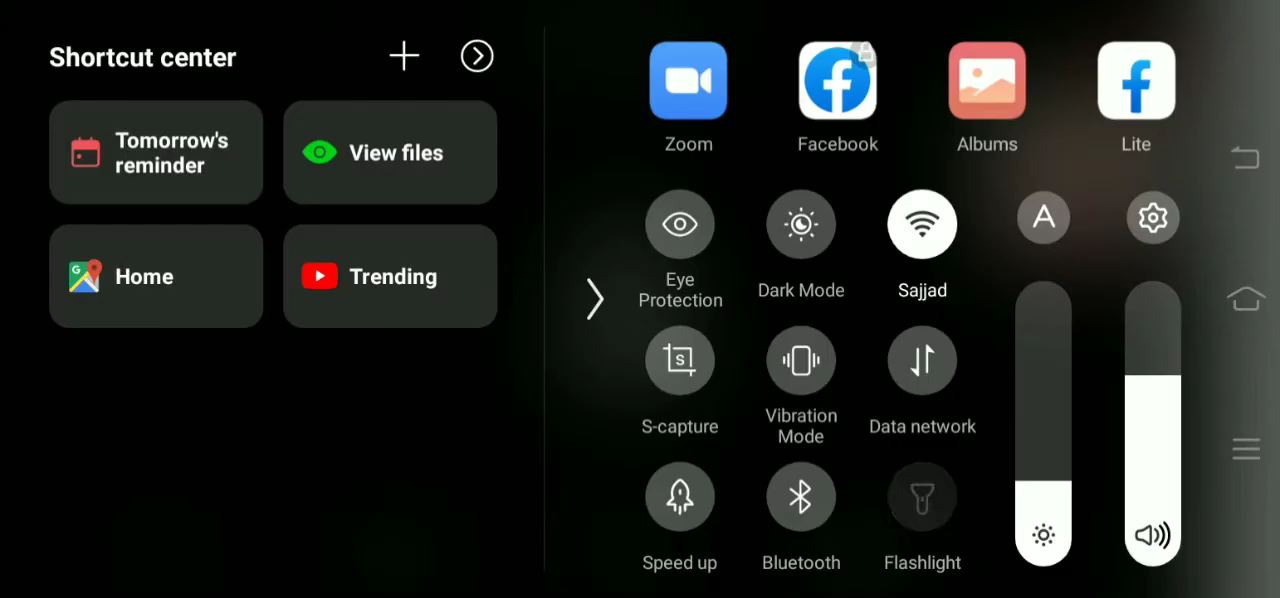 Shortcut center
Tomorrow's
reminder
View files
Home
Trending
Zoom
Facebook
Albums
Lite
A
Eye
Protection
Dark Mode
Sajjad
S
S-capture
Vibration
Mode
Data network
Speed up
Bluetooth
Flashlight